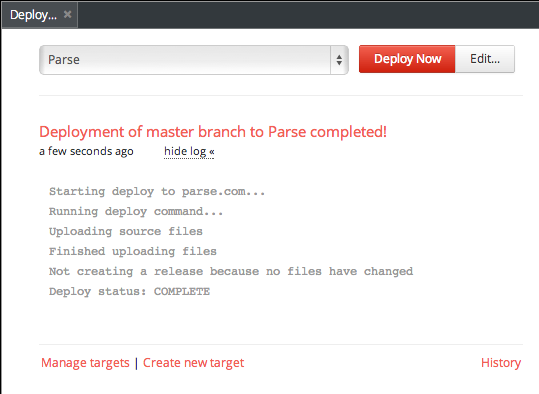 Deploy... ×
Parse
Deploy Now
Edit...
Deployment of master branch to Parse completed!
a few seconds ago hide log «
Starting deploy to parse.com...
Running deploy command...
Uploading source files
Finished uploading files
Not creating a release because no files have changed
Deploy status: COMPLETE
Manage targets | Create new target
History